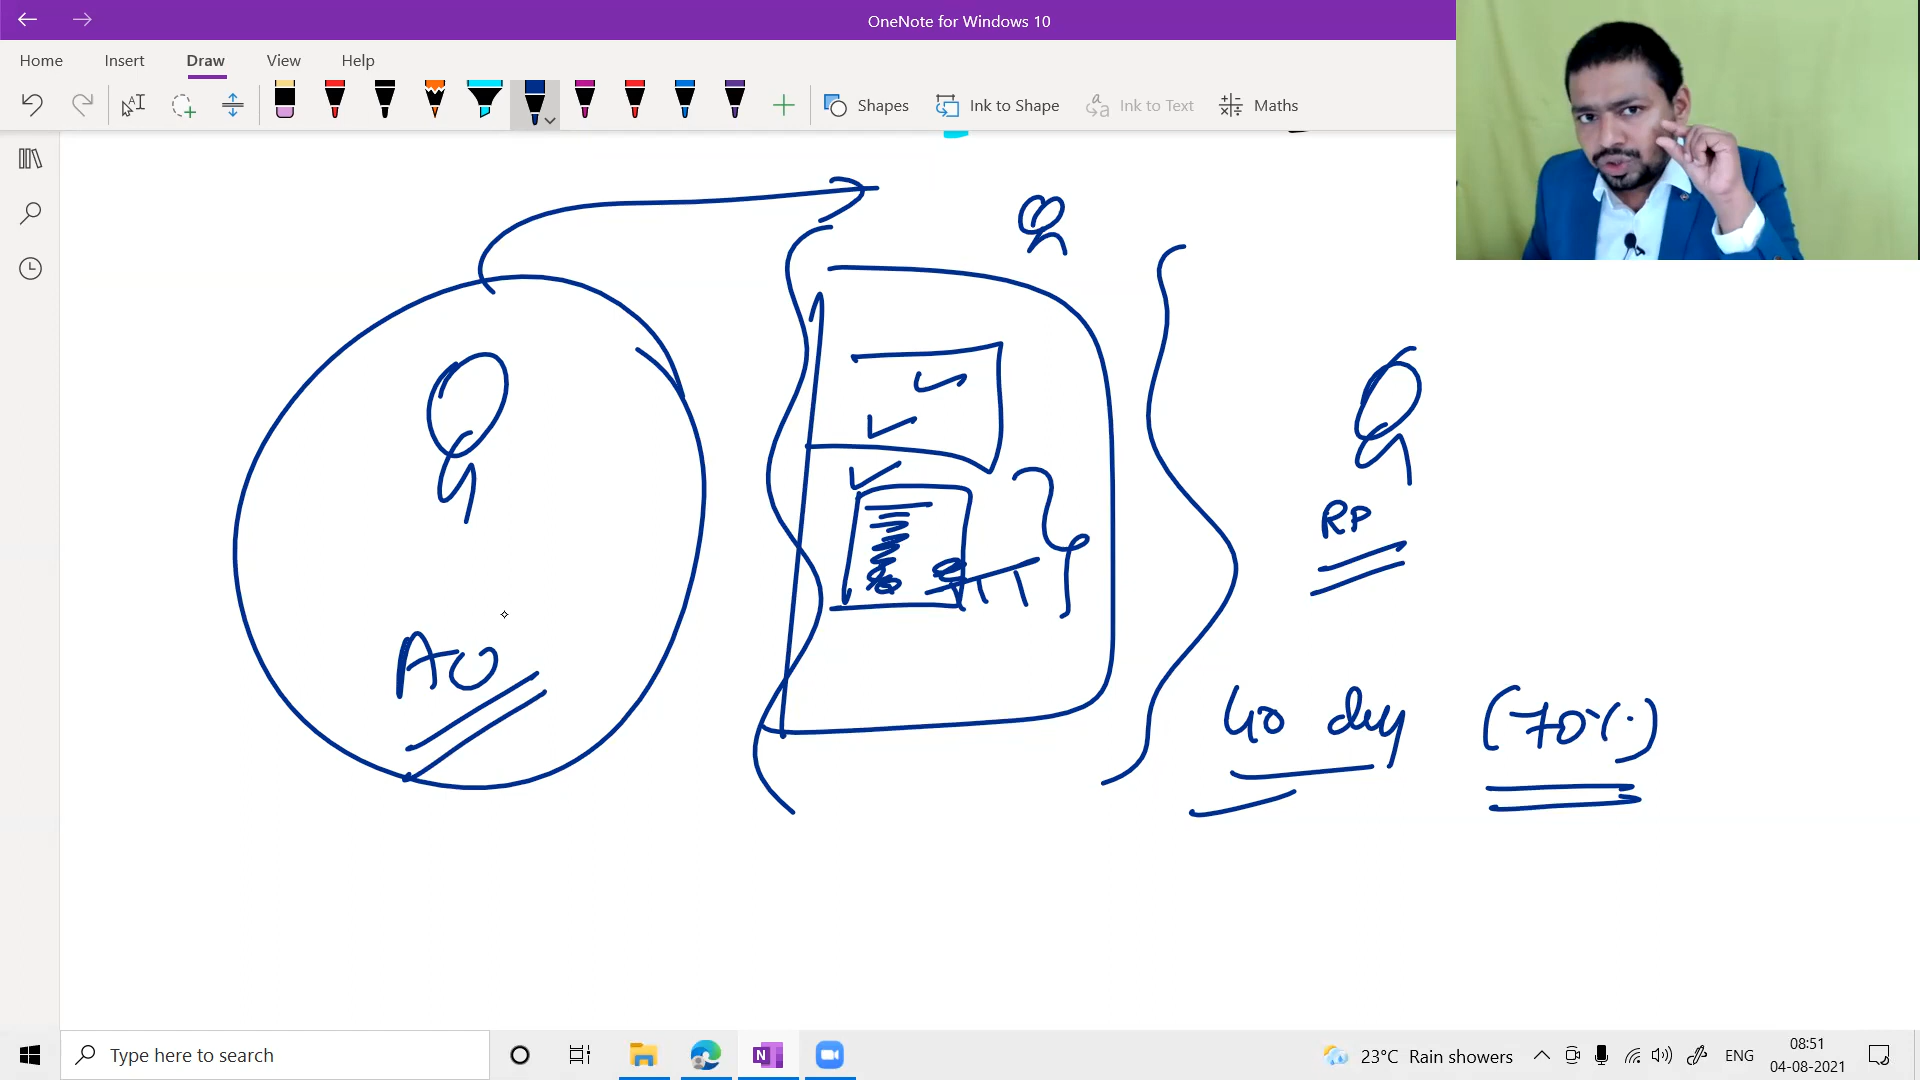 OneNote for Windows 10
Home Insert Draw View Help
Shapes Ink to Shape Ink to Text Maths
RP
AO
40 day (70%)
Type here to search
23°C Rain showers ENG 08:51
04-08-2021